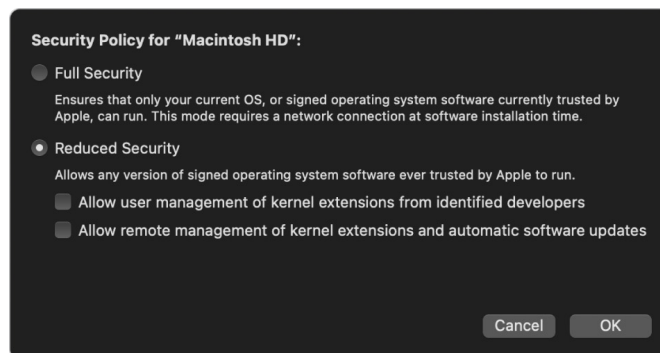 Security Policy for “Macintosh HD”:
Full Security
Ensures that only your current OS, or signed operating system software currently trusted by
Apple, can run. This mode requires a network connection at software installation time.
Reduced Security
Allows any version of signed operating system software ever trusted by Apple to run.
Allow user management of kernel extensions from identified developers
Allow remote management of kernel extensions and automatic software updates
Cancel OK